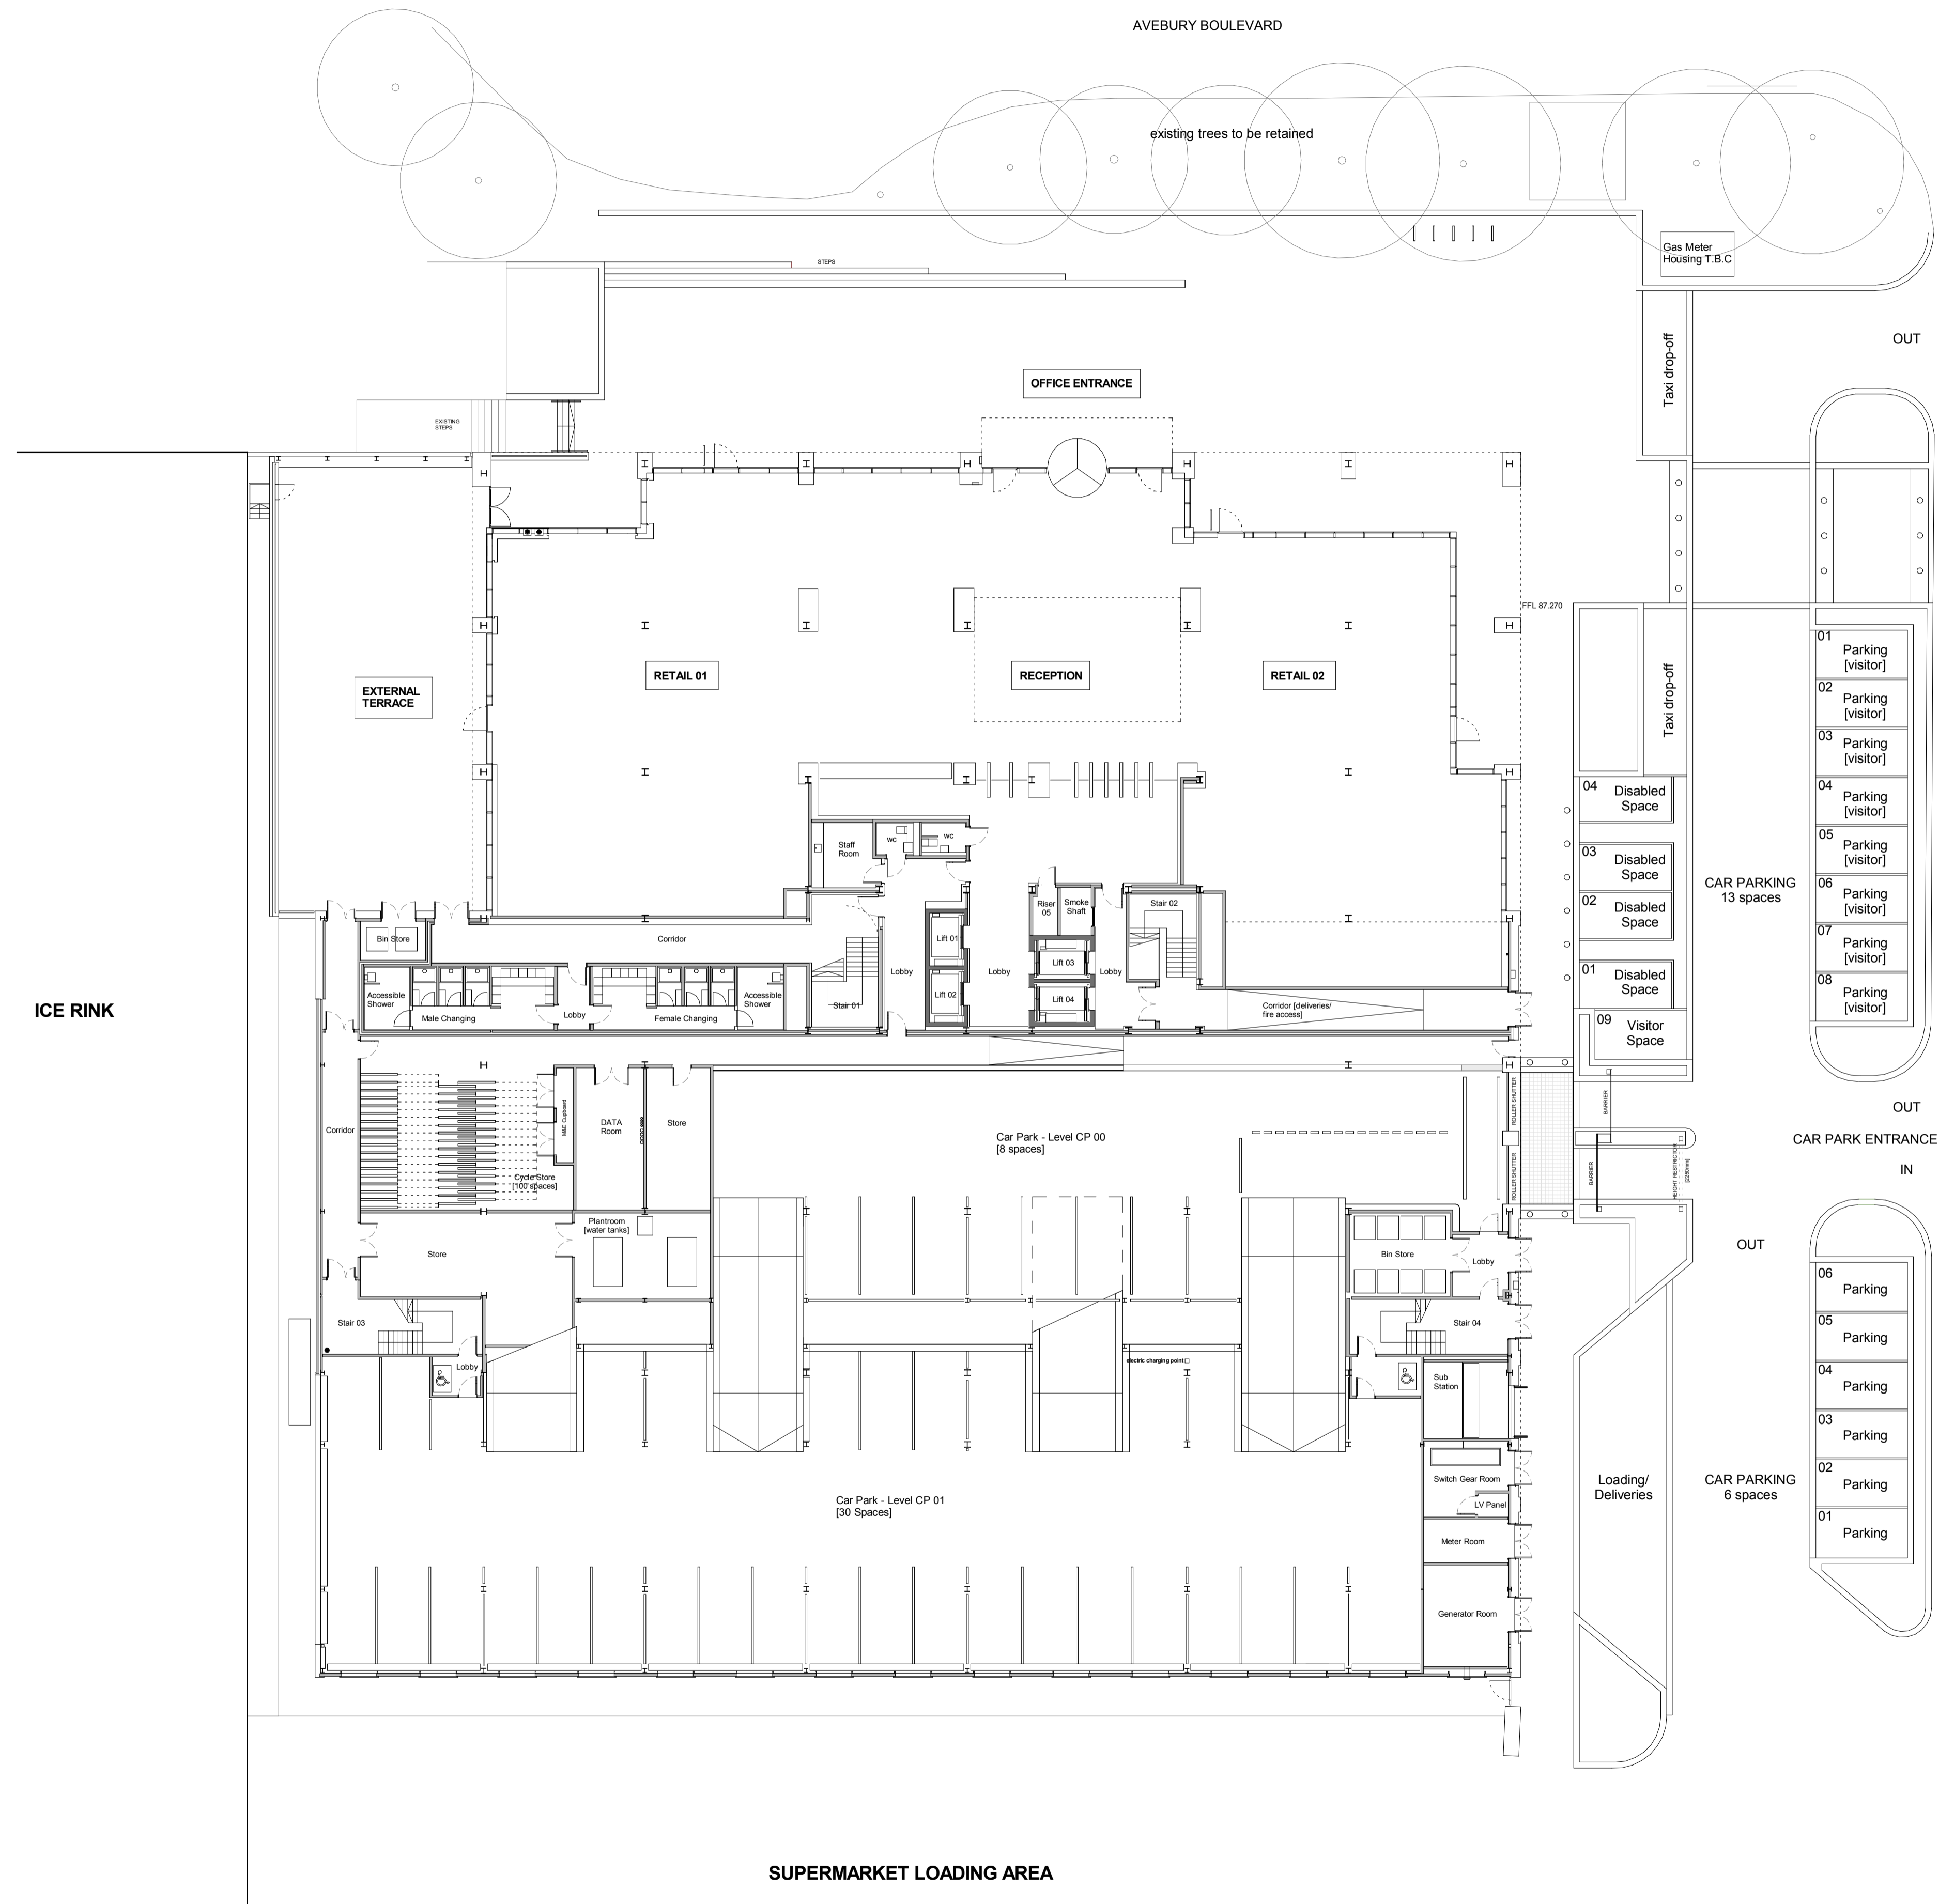 AVEBURY BOULEVARD
existing trees to be retained
Gas Meter
Housing T.B.C
STEPS
OUT
Taxi drop-off
OFFICE ENTRANCE
EXISTING
STEPS
FFL 87.270
01
Parking
[visitor]
02
Parking
[visitor]
03
Parking
[visitor]
04
Parking
[visitor]
05
Parking
[visitor]
06
Parking
[visitor]
07
Parking
[visitor]
08
Parking
[visitor]
EXTERNAL
TERRACE
RETAIL 01
RECEPTION
RETAIL 02
Taxi drop-off
04
Disabled
Space
03
Disabled
Space
02
Disabled
Space
01
Disabled
Space
09
Visitor
Space
CAR PARKING
13 spaces
Staff
Room
WC
WC
Riser
05
Smoke
Shaft
Stair 02
Bin Store
Corridor
Lift 01
Lift 02
Lift 03
Lift 04
Lobby
Lobby
Lobby
Accessible
Shower
Male Changing
Lobby
Female Changing
Accessible
Shower
Stair 01
Corridor [deliveries/
fire access]
ICE RINK
Corridor
M&E Cupboard
DATA
Room
Store
Cycle Store
[100 spaces]
Car Park - Level CP 00
[8 spaces]
ROLLER SHUTTER
ROLLER SHUTTER
BARRIER
BARRIER
HEIGHT RESTRICTOR
[2250mm]
OUT
CAR PARK ENTRANCE
IN
Plantroom
[water tanks]
Store
Bin Store
Lobby
OUT
Stair 03
Stair 04
Lobby
electric charging point
Sub
Station
Switch Gear Room
LV Panel
Meter Room
Generator Room
Car Park - Level CP 01
[30 Spaces]
Loading/
Deliveries
CAR PARKING
6 spaces
06
Parking
05
Parking
04
Parking
03
Parking
02
Parking
01
Parking
SUPERMARKET LOADING AREA